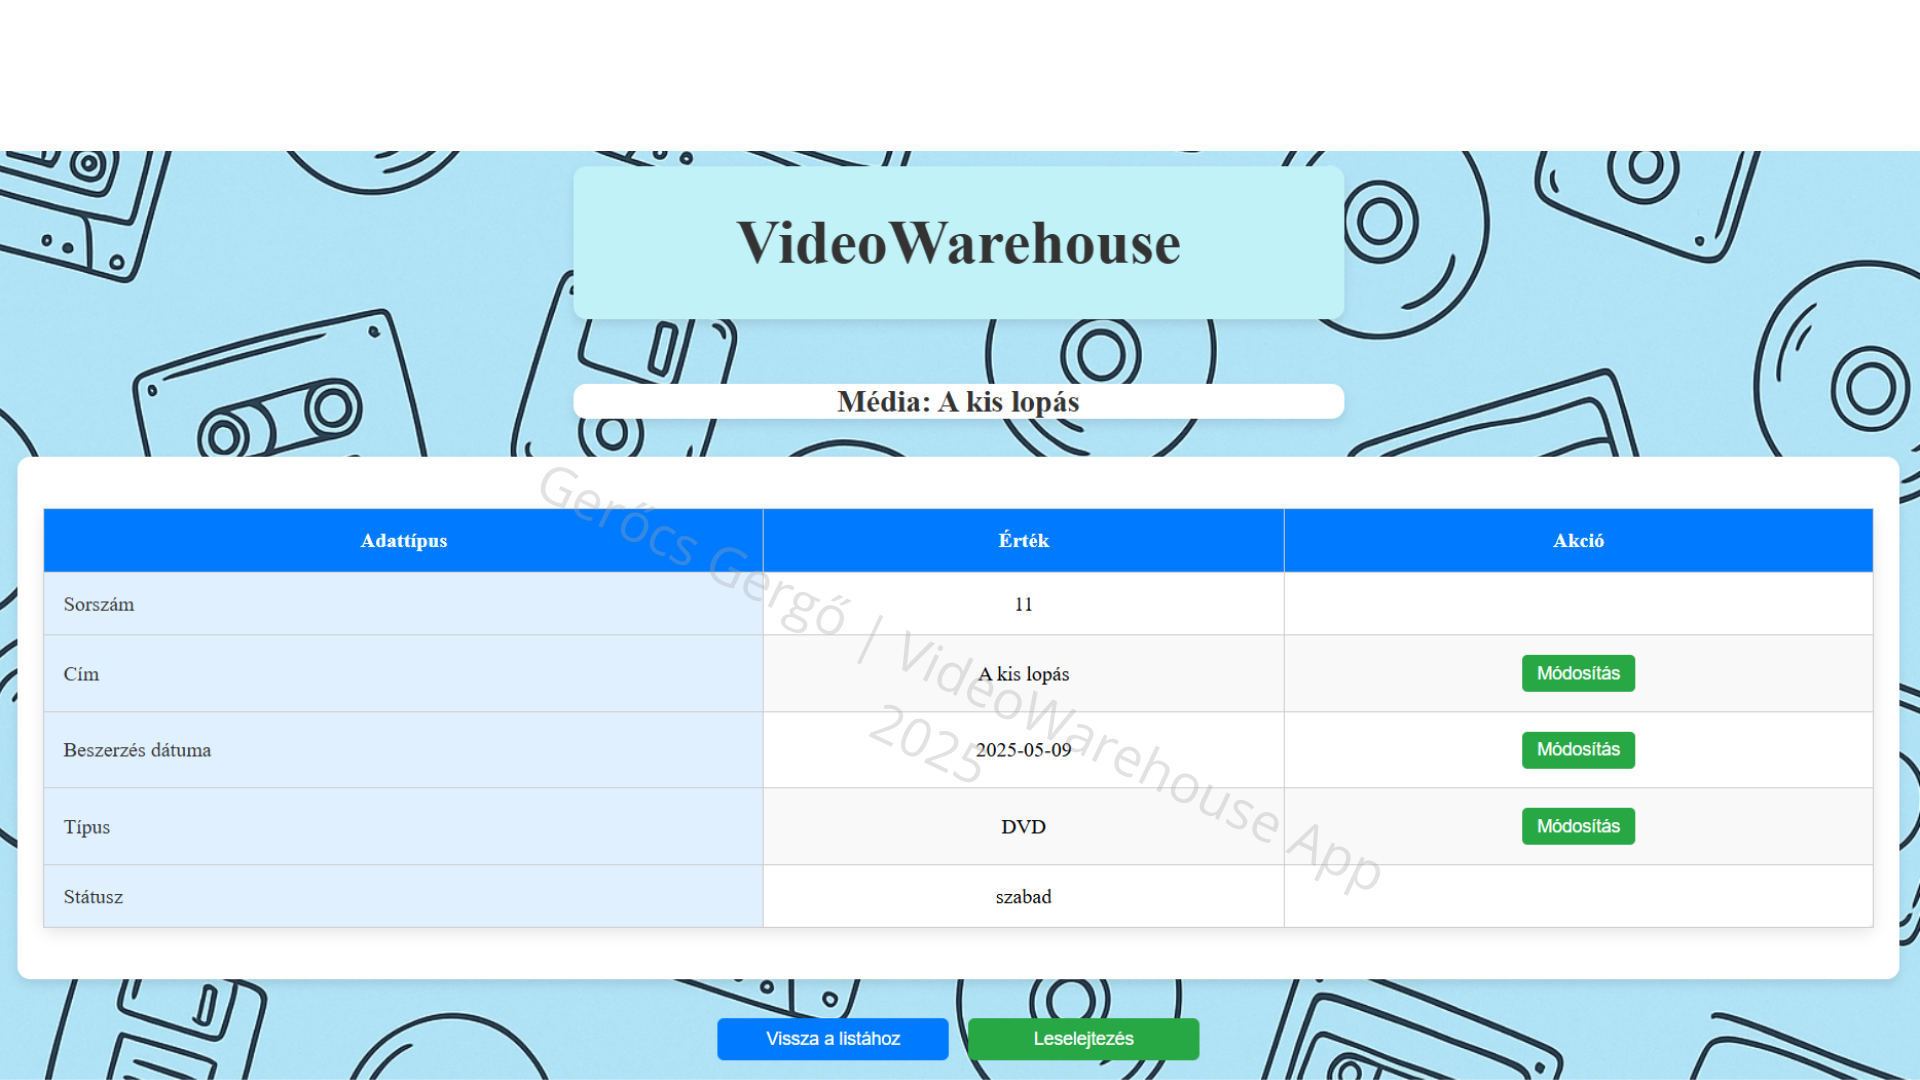 VideoWarehouse
Média: A kis lopás
Adattípus Érték Akció
Sorszám 11
Cím A kis lopás Módosítás
Beszerzés dátuma 2025-05-09 Módosítás
Típus DVD Módosítás
Státusz szabad
Gerőcs Gergő | VideoWarehouse App
2025
Vissza a listához Leselejtezés